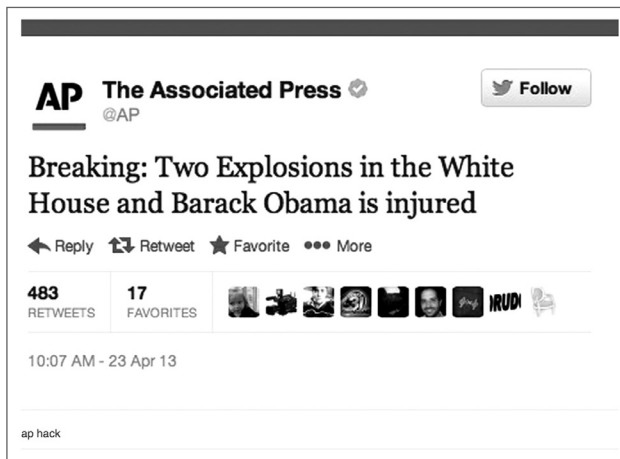 AP The Associated Press
@AP
Follow
Breaking: Two Explosions in the White
House and Barack Obama is injured
Reply Retweet Favorite More
483 17
RETWEETS FAVORITES
10:07 AM - 23 Apr 13
ap hack